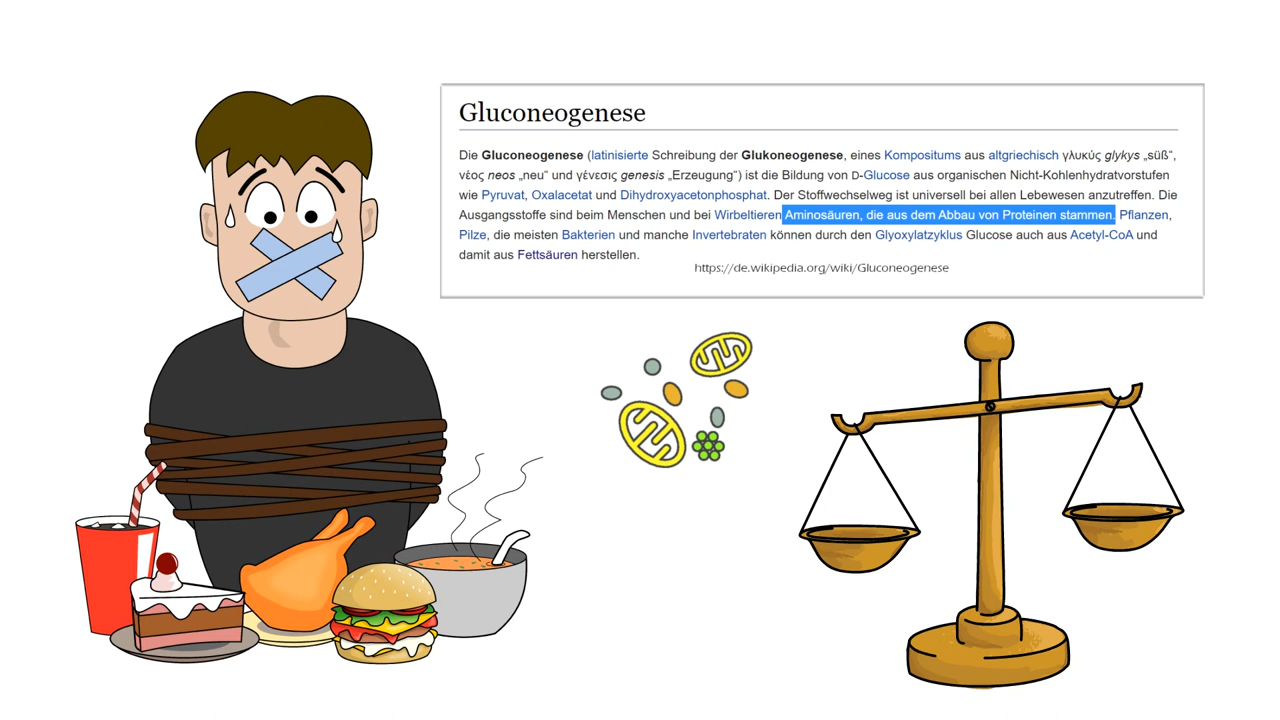 Gluconeogenese
Die Gluconeogenese (latinisierte Schreibung der Glukoneogenese, eines Kompositums aus altgriechisch γλυκύς glykys „süß“,
νέος neos „neu“ und γένεσις genesis „Erzeugung“) ist die Bildung von D-Glucose aus organischen Nicht-Kohlenhydratvorstufen
wie Pyruvat, Oxalacetat und Dihydroxyacetonphosphat. Der Stoffwechselweg ist universell bei allen Lebewesen anzutreffen. Die
Ausgangsstoffe sind beim Menschen und bei Wirbeltieren Aminosäuren, die aus dem Abbau von Proteinen stammen. Pflanzen,
Pilze, die meisten Bakterien und manche Invertebraten können durch den Glyoxylatzyklus Glucose auch aus Acetyl-CoA und
damit aus Fettsäuren herstellen.
https://de.wikipedia.org/wiki/Gluconeogenese